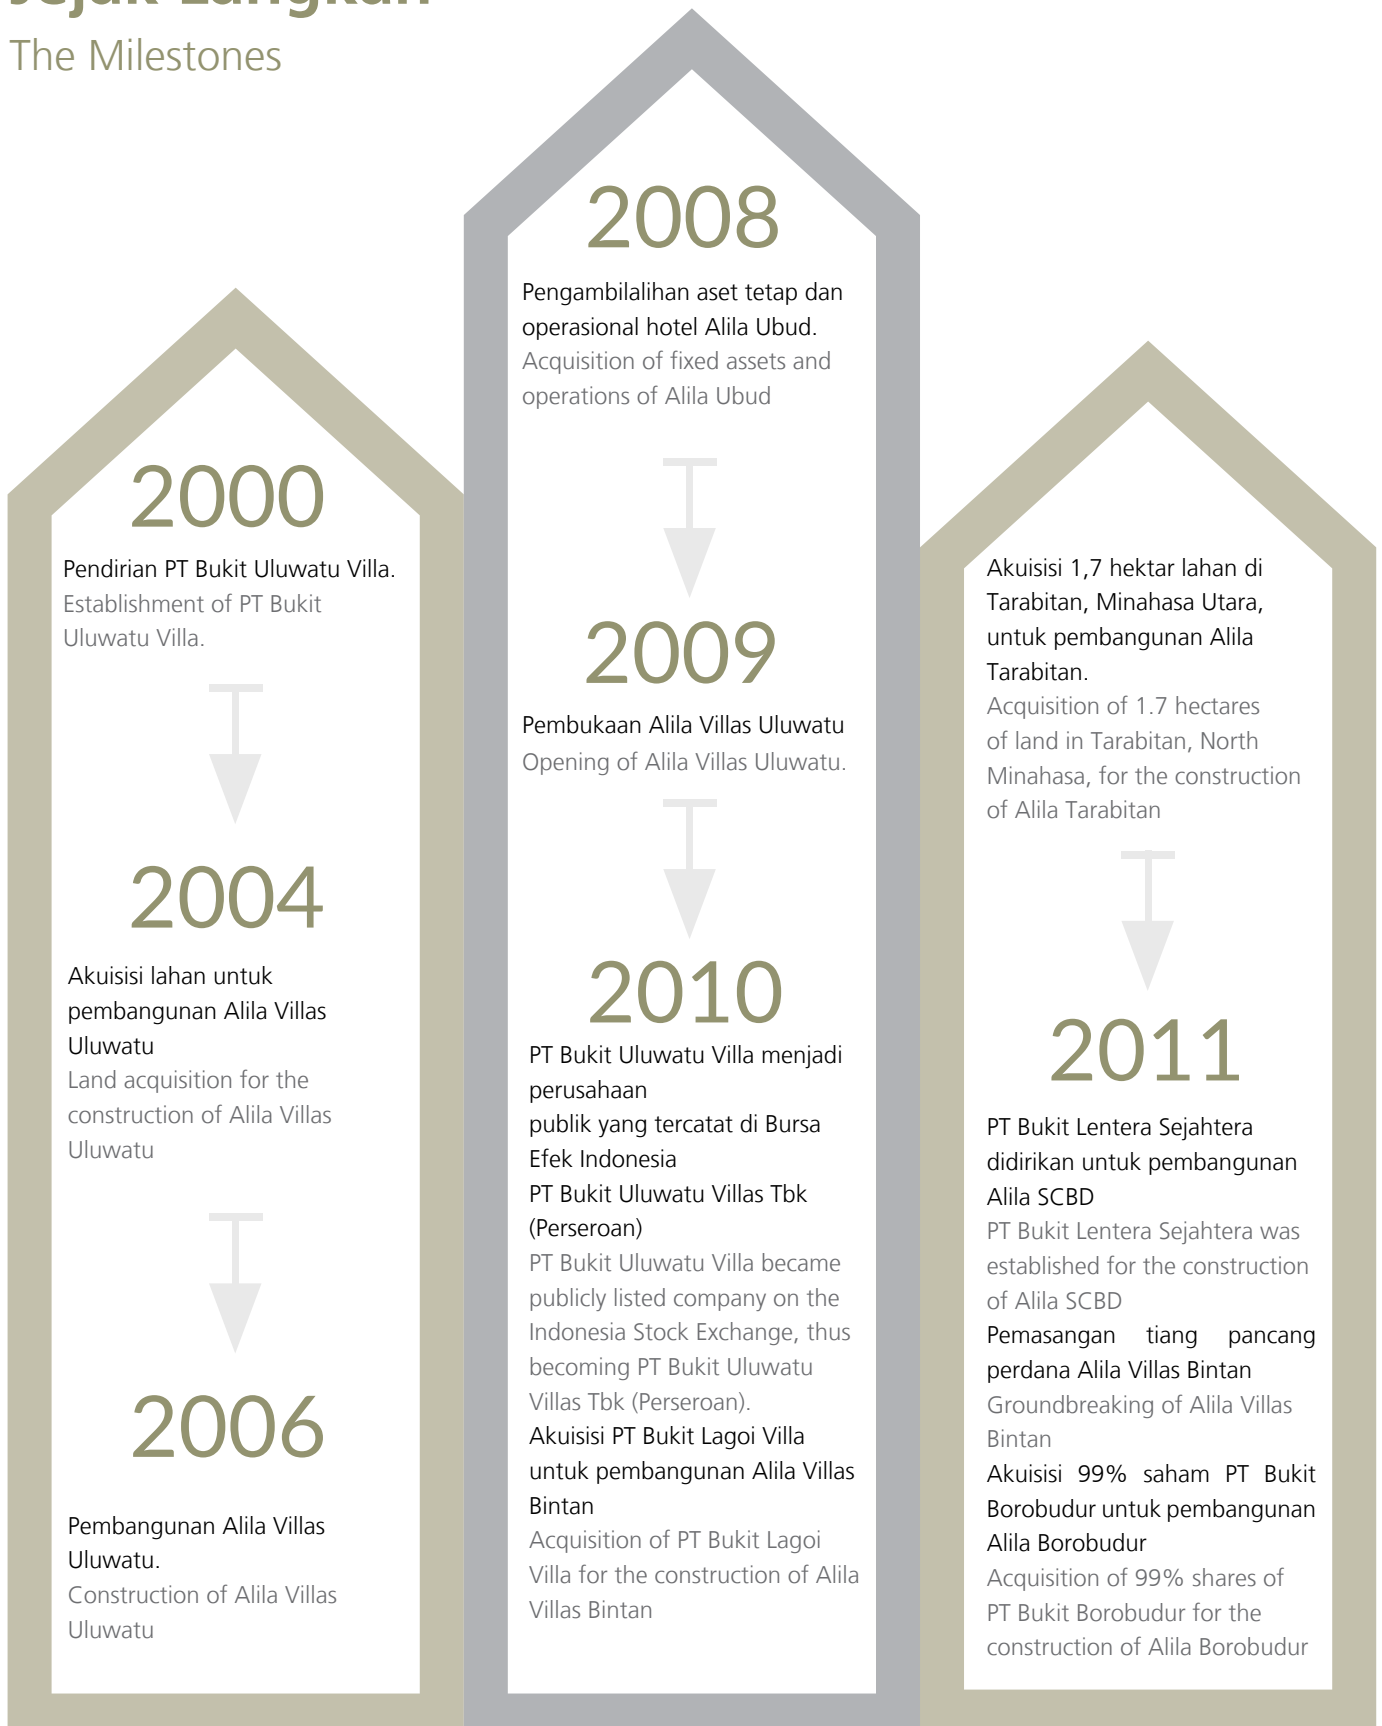 Jejak Langkah
The Milestones
2000
Pendirian PT Bukit Uluwatu Villa.
Establishment of PT Bukit
Uluwatu Villa.
2004
Akuisisi lahan untuk
pembangunan Alila Villas
Uluwatu
Land acquisition for the
construction of Alila Villas
Uluwatu
2006
Pembangunan Alila Villas
Uluwatu.
Construction of Alila Villas
Uluwatu
2008
Pengambilalihan aset tetap dan
operasional hotel Alila Ubud.
Acquisition of fixed assets and
operations of Alila Ubud
2009
Pembukaan Alila Villas Uluwatu
Opening of Alila Villas Uluwatu.
2010
PT Bukit Uluwatu Villa menjadi
perusahaan
publik yang tercatat di Bursa
Efek Indonesia
PT Bukit Uluwatu Villas Tbk
(Perseroan)
PT Bukit Uluwatu Villa became
publicly listed company on the
Indonesia Stock Exchange, thus
becoming PT Bukit Uluwatu
Villas Tbk (Perseroan).
Akuisisi PT Bukit Lagoi Villa
untuk pembangunan Alila Villas
Bintan
Acquisition of PT Bukit Lagoi
Villa for the construction of Alila
Villas Bintan
Akuisisi 1,7 hektar lahan di
Tarabitan, Minahasa Utara,
untuk pembangunan Alila
Tarabitan.
Acquisition of 1.7 hectares
of land in Tarabitan, North
Minahasa, for the construction
of Alila Tarabitan
2011
PT Bukit Lentera Sejahtera
didirikan untuk pembangunan
Alila SCBD
PT Bukit Lentera Sejahtera was
established for the construction
of Alila SCBD
Pemasangan tiang pancang
perdana Alila Villas Bintan
Groundbreaking of Alila Villas
Bintan
Akuisisi 99% saham PT Bukit
Borobudur untuk pembangunan
Alila Borobudur
Acquisition of 99% shares of
PT Bukit Borobudur for the
construction of Alila Borobudur